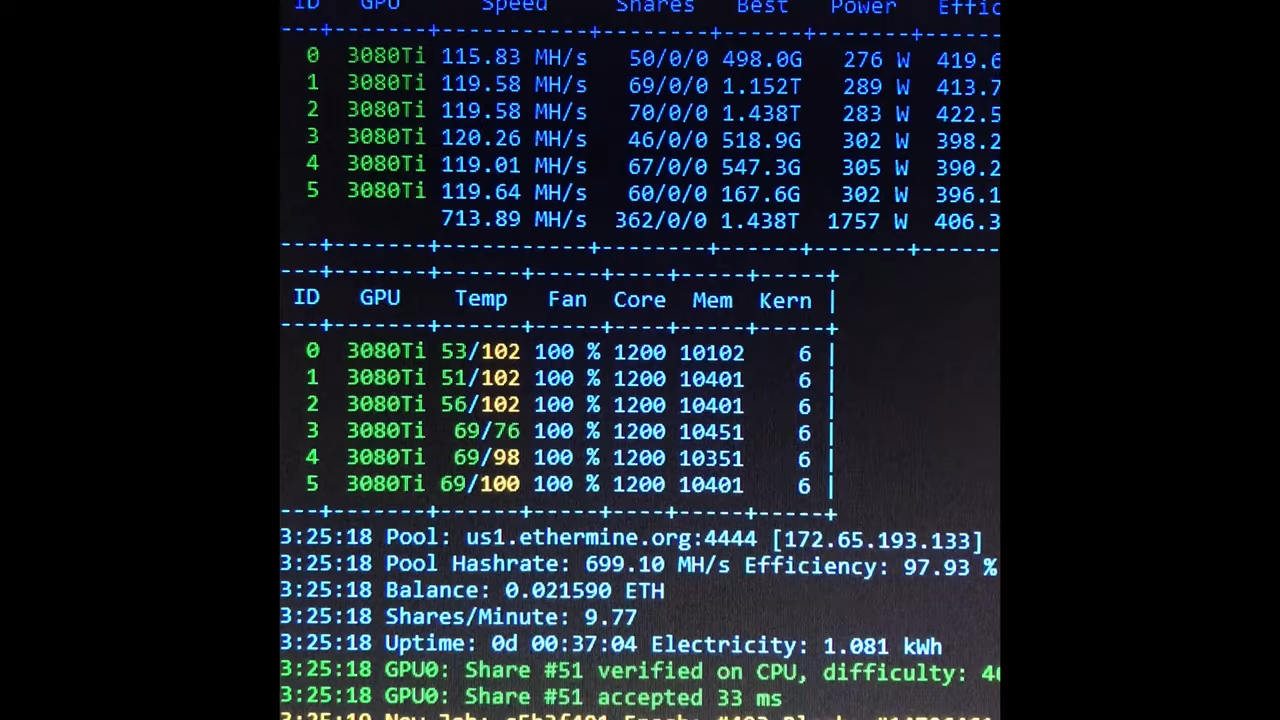 ID GPU Speed Shares Best Power Effic
---+-------+-----------+--------+------+-------+------
0 3080Ti 115.83 MH/s 50/0/0 498.0G 276 W 419.6
1 3080Ti 119.58 MH/s 69/0/0 1.152T 289 W 413.7
2 3080Ti 119.58 MH/s 70/0/0 1.438T 283 W 422.5
3 3080Ti 120.26 MH/s 46/0/0 518.9G 302 W 398.2
4 3080Ti 119.01 MH/s 67/0/0 547.3G 305 W 390.2
5 3080Ti 119.64 MH/s 60/0/0 167.6G 302 W 396.1
713.89 MH/s 362/0/0 1.438T 1757 W 406.3
---+-------+-----------+--------+------+-------+------
---+-------+------+-----+----+-----+-----+
ID GPU Temp Fan Core Mem Kern |
---+-------+------+-----+----+-----+-----+
0 3080Ti 53/102 100 % 1200 10102 6 |
1 3080Ti 51/102 100 % 1200 10401 6 |
2 3080Ti 56/102 100 % 1200 10401 6 |
3 3080Ti 69/76 100 % 1200 10451 6 |
4 3080Ti 69/98 100 % 1200 10351 6 |
5 3080Ti 69/100 100 % 1200 10401 6 |
---+-------+------+-----+----+-----+-----+
3:25:18 Pool: us1.ethermine.org:4444 [172.65.193.133]
3:25:18 Pool Hashrate: 699.10 MH/s Efficiency: 97.93 %
3:25:18 Balance: 0.021590 ETH
3:25:18 Shares/Minute: 9.77
3:25:18 Uptime: 0d 00:37:04 Electricity: 1.081 kWh
3:25:18 GPU0: Share #51 verified on CPU, difficulty:
3:25:18 GPU0: Share #51 accepted 33 ms
3:25:19 New Job: